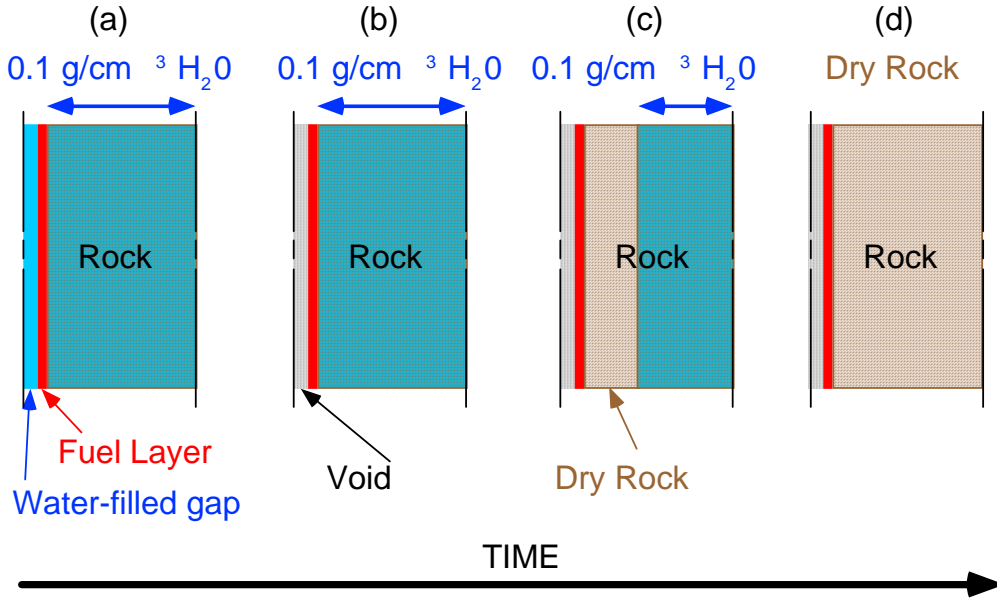 (a) (b) (c) (d)
0.1 g/cm ³ H₂0 0.1 g/cm ³ H₂0 0.1 g/cm ³ H₂0 Dry Rock
Rock Rock Rock Rock
Fuel Layer
Void
Dry Rock
Water-filled gap
TIME